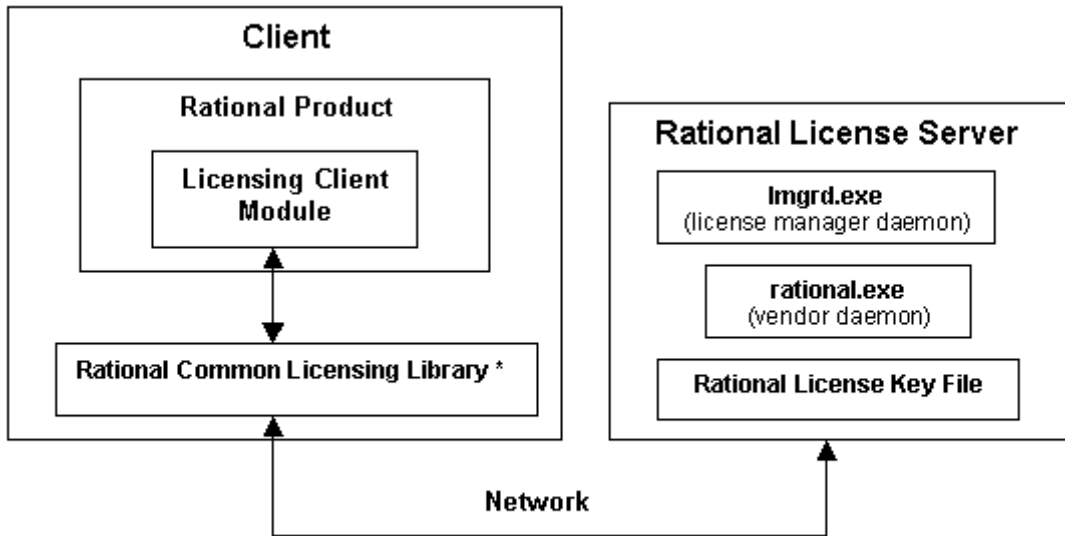 Client
Rational Product
Licensing Client
Module
Rational Common Licensing Library *
Rational License Server
lmgrd.exe
(license manager daemon)
rational.exe
(vendor daemon)
Rational License Key File
Network